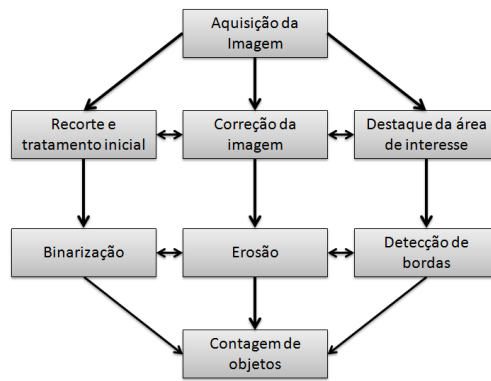 Aquisição da
Imagem
Recorte e
tratamento inicial
Correção da
imagem
Destaque da área
de interesse
Binarização
Erosão
Detecção de
bordas
Contagem de
objetos